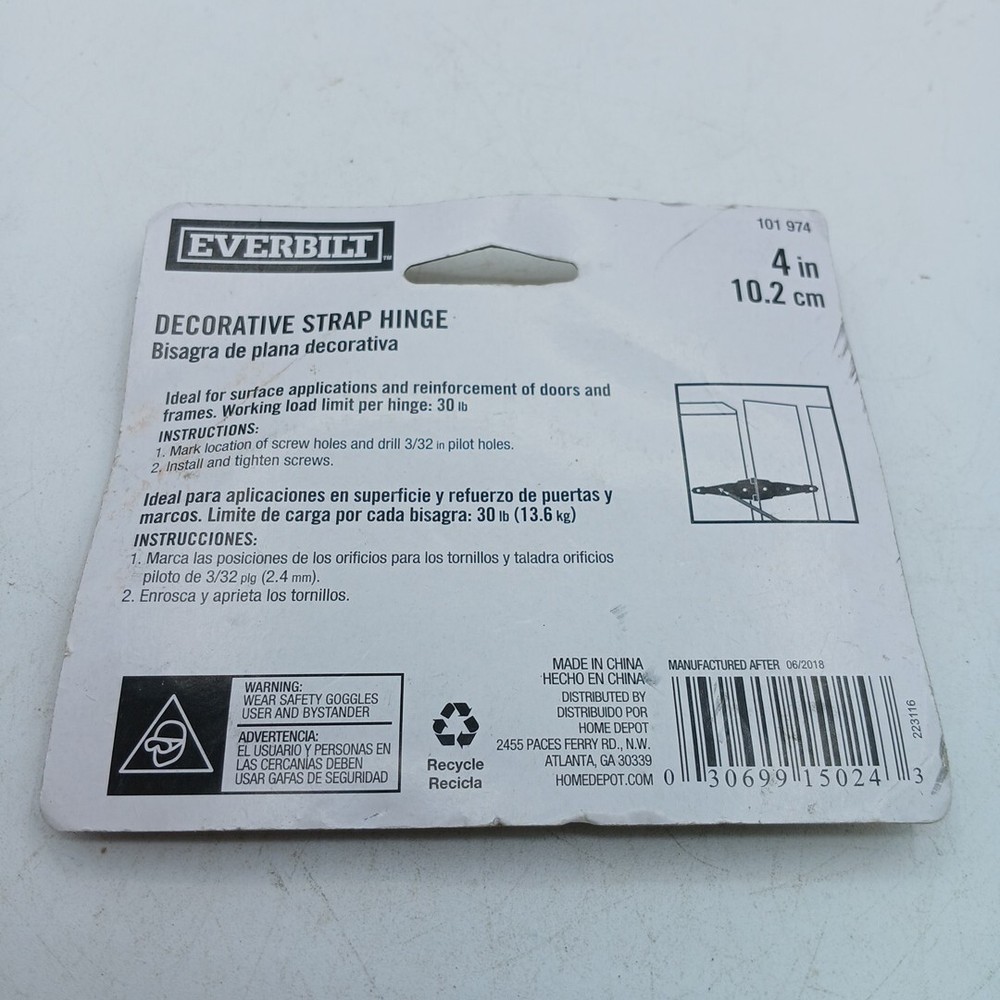 EVERBILT™
101 974
4 in
10.2 cm
DECORATIVE STRAP HINGE
Bisagra de plana decorativa
Ideal for surface applications and reinforcement of doors and
frames. Working load limit per hinge: 30 lb
INSTRUCTIONS:
1. Mark location of screw holes and drill 3/32 in pilot holes.
2. Install and tighten screws.
Ideal para aplicaciones en superficie y refuerzo de puertas y
marcos. Limite de carga por cada bisagra: 30 lb (13.6 kg)
INSTRUCCIONES:
1. Marca las posiciones de los orificios para los tornillos y taladra orificios
piloto de 3/32 plg (2.4 mm).
2. Enrosca y aprieta los tornillos.
WARNING:
WEAR SAFETY GOGGLES
USER AND BYSTANDER
ADVERTENCIA:
EL USUARIO Y PERSONAS EN
LAS CERCANÍAS DEBEN
USAR GAFAS DE SEGURIDAD
Recycle
Recicla
MADE IN CHINA
HECHO EN CHINA
DISTRIBUTED BY
DISTRIBUIDO POR
HOME DEPOT
2455 PACES FERRY RD., N.W.
ATLANTA, GA 30339
HOMEDEPOT.COM
MANUFACTURED AFTER 06/2018
0 30699 15024 3
223116